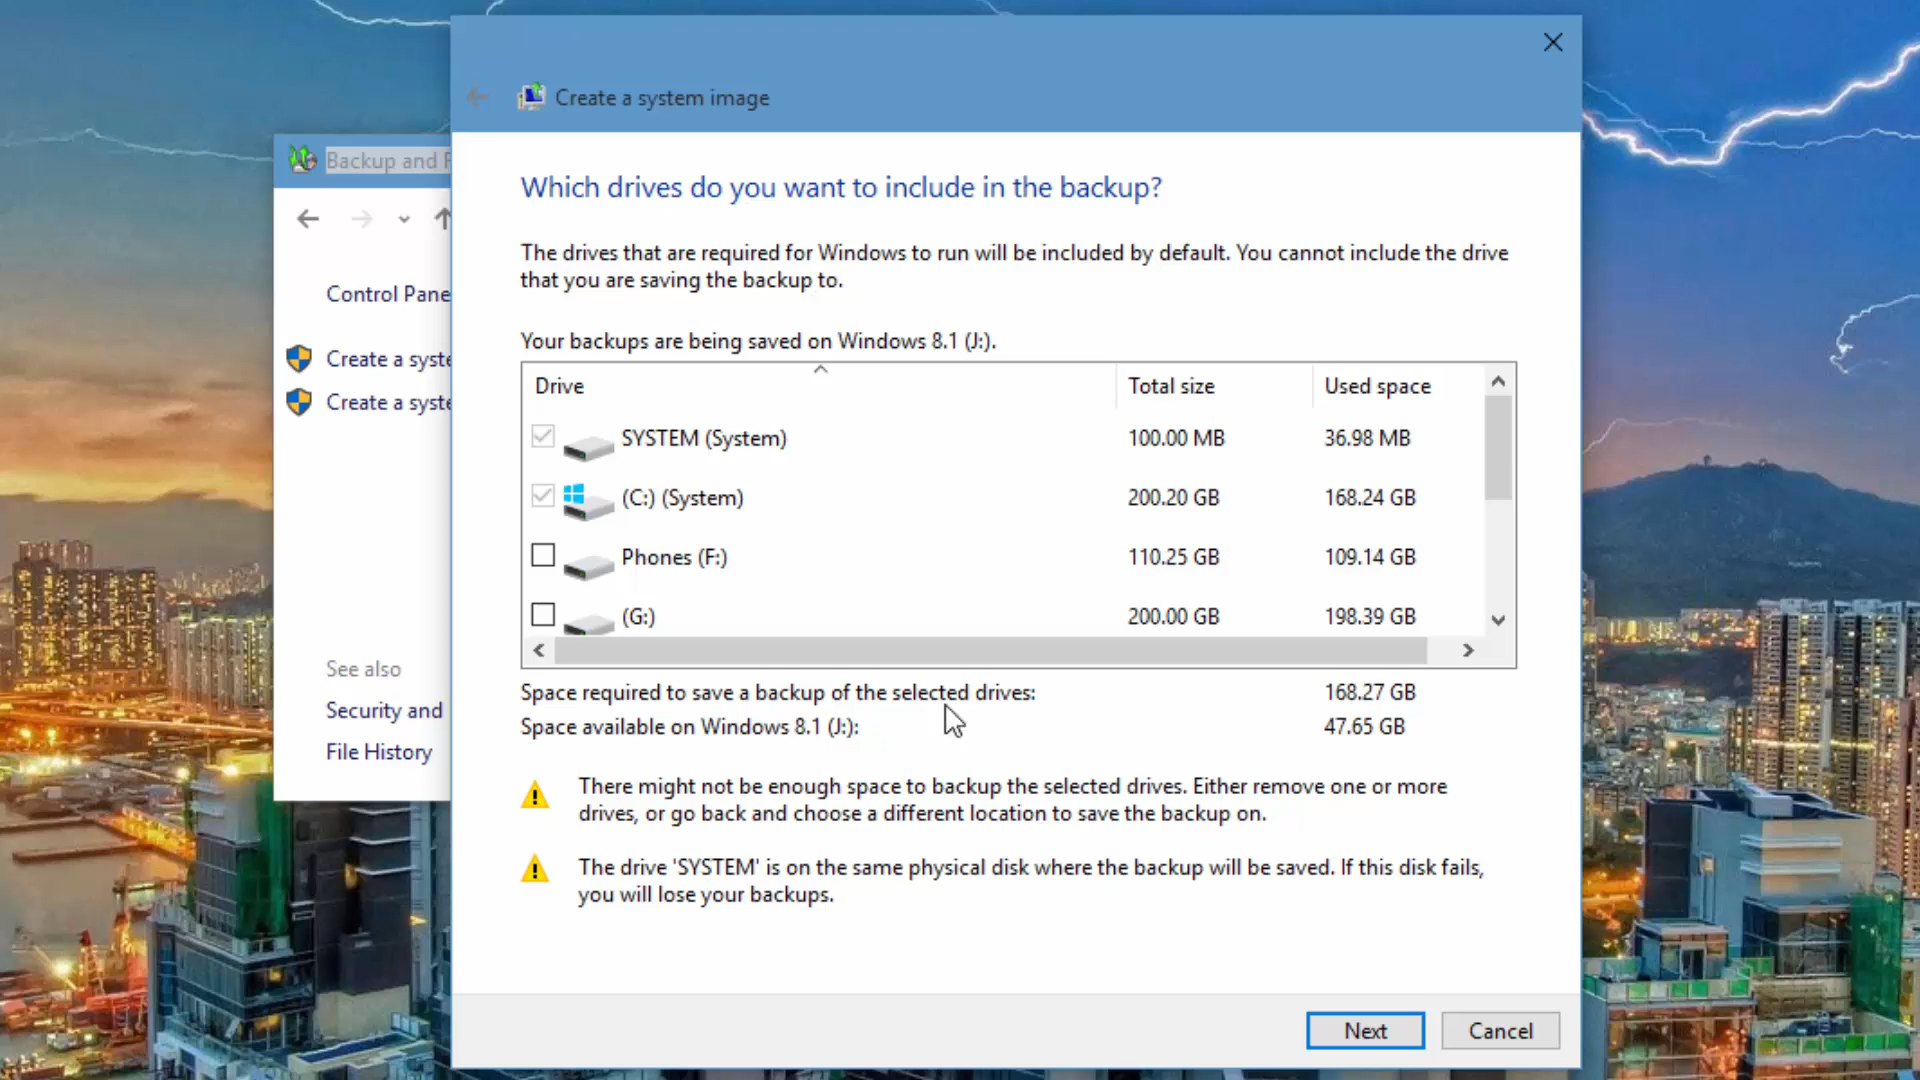 Create a system image
Backup and
Which drives do you want to include in the backup?
The drives that are required for Windows to run will be included by default. You cannot include the drive
that you are saving the backup to.
Control Pane
Your backups are being saved on Windows 8.1 (J:).
Create a syste
Create a syste
Drive Total size Used space
SYSTEM (System) 100.00 MB 36.98 MB
(C:) (System) 200.20 GB 168.24 GB
Phones (F:) 110.25 GB 109.14 GB
(G:) 200.00 GB 198.39 GB
See also
Security and
File History
Space required to save a backup of the selected drives: 168.27 GB
Space available on Windows 8.1 (J:): 47.65 GB
There might not be enough space to backup the selected drives. Either remove one or more
drives, or go back and choose a different location to save the backup on.
The drive 'SYSTEM' is on the same physical disk where the backup will be saved. If this disk fails,
you will lose your backups.
Next Cancel